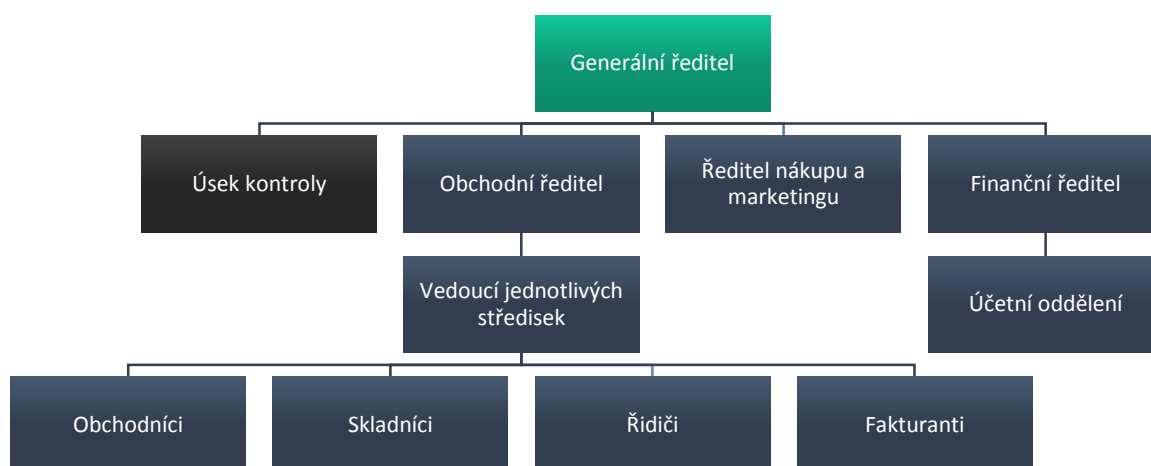 Generální ředitel
Úsek kontroly
Obchodní ředitel
Ředitel nákupu a
marketingu
Finanční ředitel
Vedoucí jednotlivých
středisek
Účetní oddělení
Obchodníci
Skladníci
Řidiči
Fakturanti